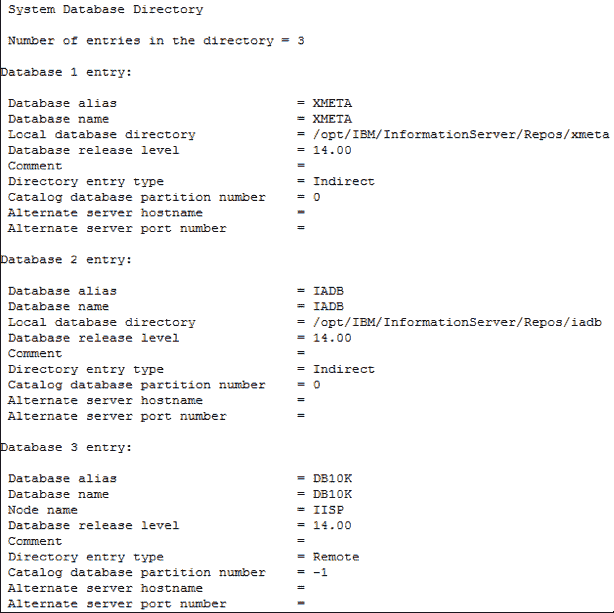 System Database Directory
Number of entries in the directory = 3
Database 1 entry:
Database alias = XMETA
Database name = XMETA
Local database directory = /opt/IBM/InformationServer/Repos/xmeta
Database release level = 14.00
Comment =
Directory entry type = Indirect
Catalog database partition number = 0
Alternate server hostname =
Alternate server port number =
Database 2 entry:
Database alias = IADB
Database name = IADB
Local database directory = /opt/IBM/InformationServer/Repos/iadb
Database release level = 14.00
Comment =
Directory entry type = Indirect
Catalog database partition number = 0
Alternate server hostname =
Alternate server port number =
Database 3 entry:
Database alias = DB10K
Database name = DB10K
Node name = IISP
Database release level = 14.00
Comment =
Directory entry type = Remote
Catalog database partition number = -1
Alternate server hostname =
Alternate server port number =